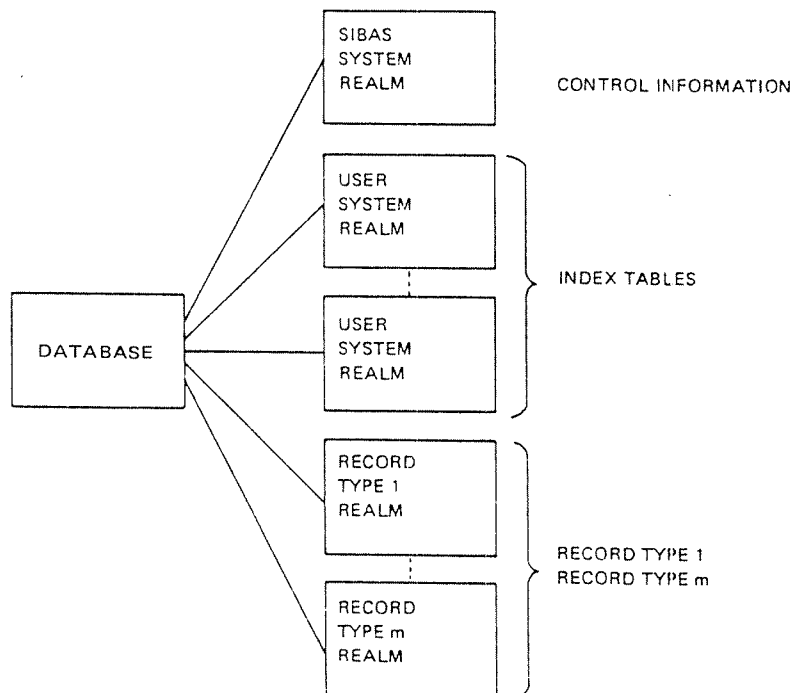 SIBAS
SYSTEM
REALM
CONTROL INFORMATION
USER
SYSTEM
REALM
INDEX TABLES
USER
SYSTEM
REALM
DATABASE
RECORD
TYPE 1
REALM
RECORD TYPE 1
RECORD TYPE m
RECORD
TYPE m
REALM